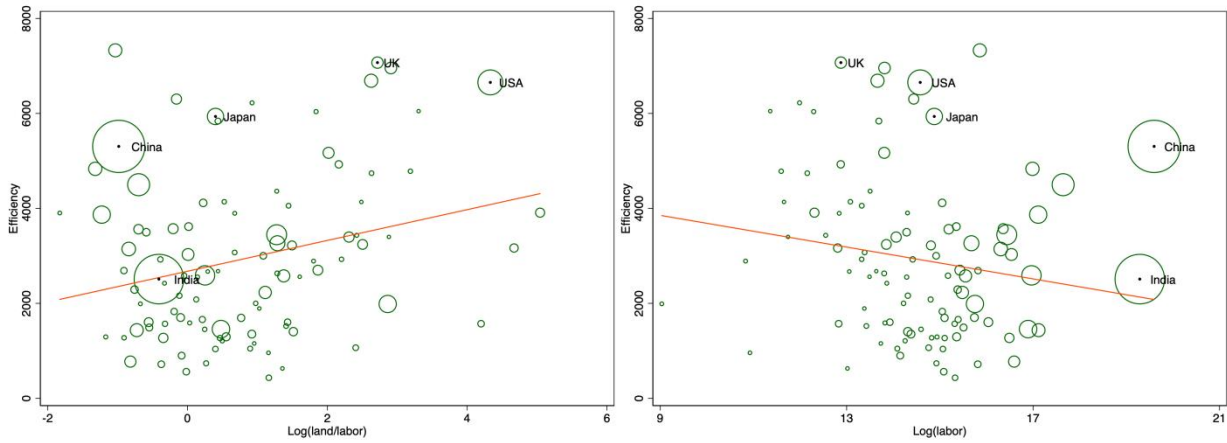 8000
6000
4000
2000
0
Efficiency
UK
USA
Japan
China
India
-2 0 2 4 6
Log(land/labor)
8000
6000
4000
2000
0
Efficiency
UK
USA
Japan
China
India
9 13 17 21
Log(labor)